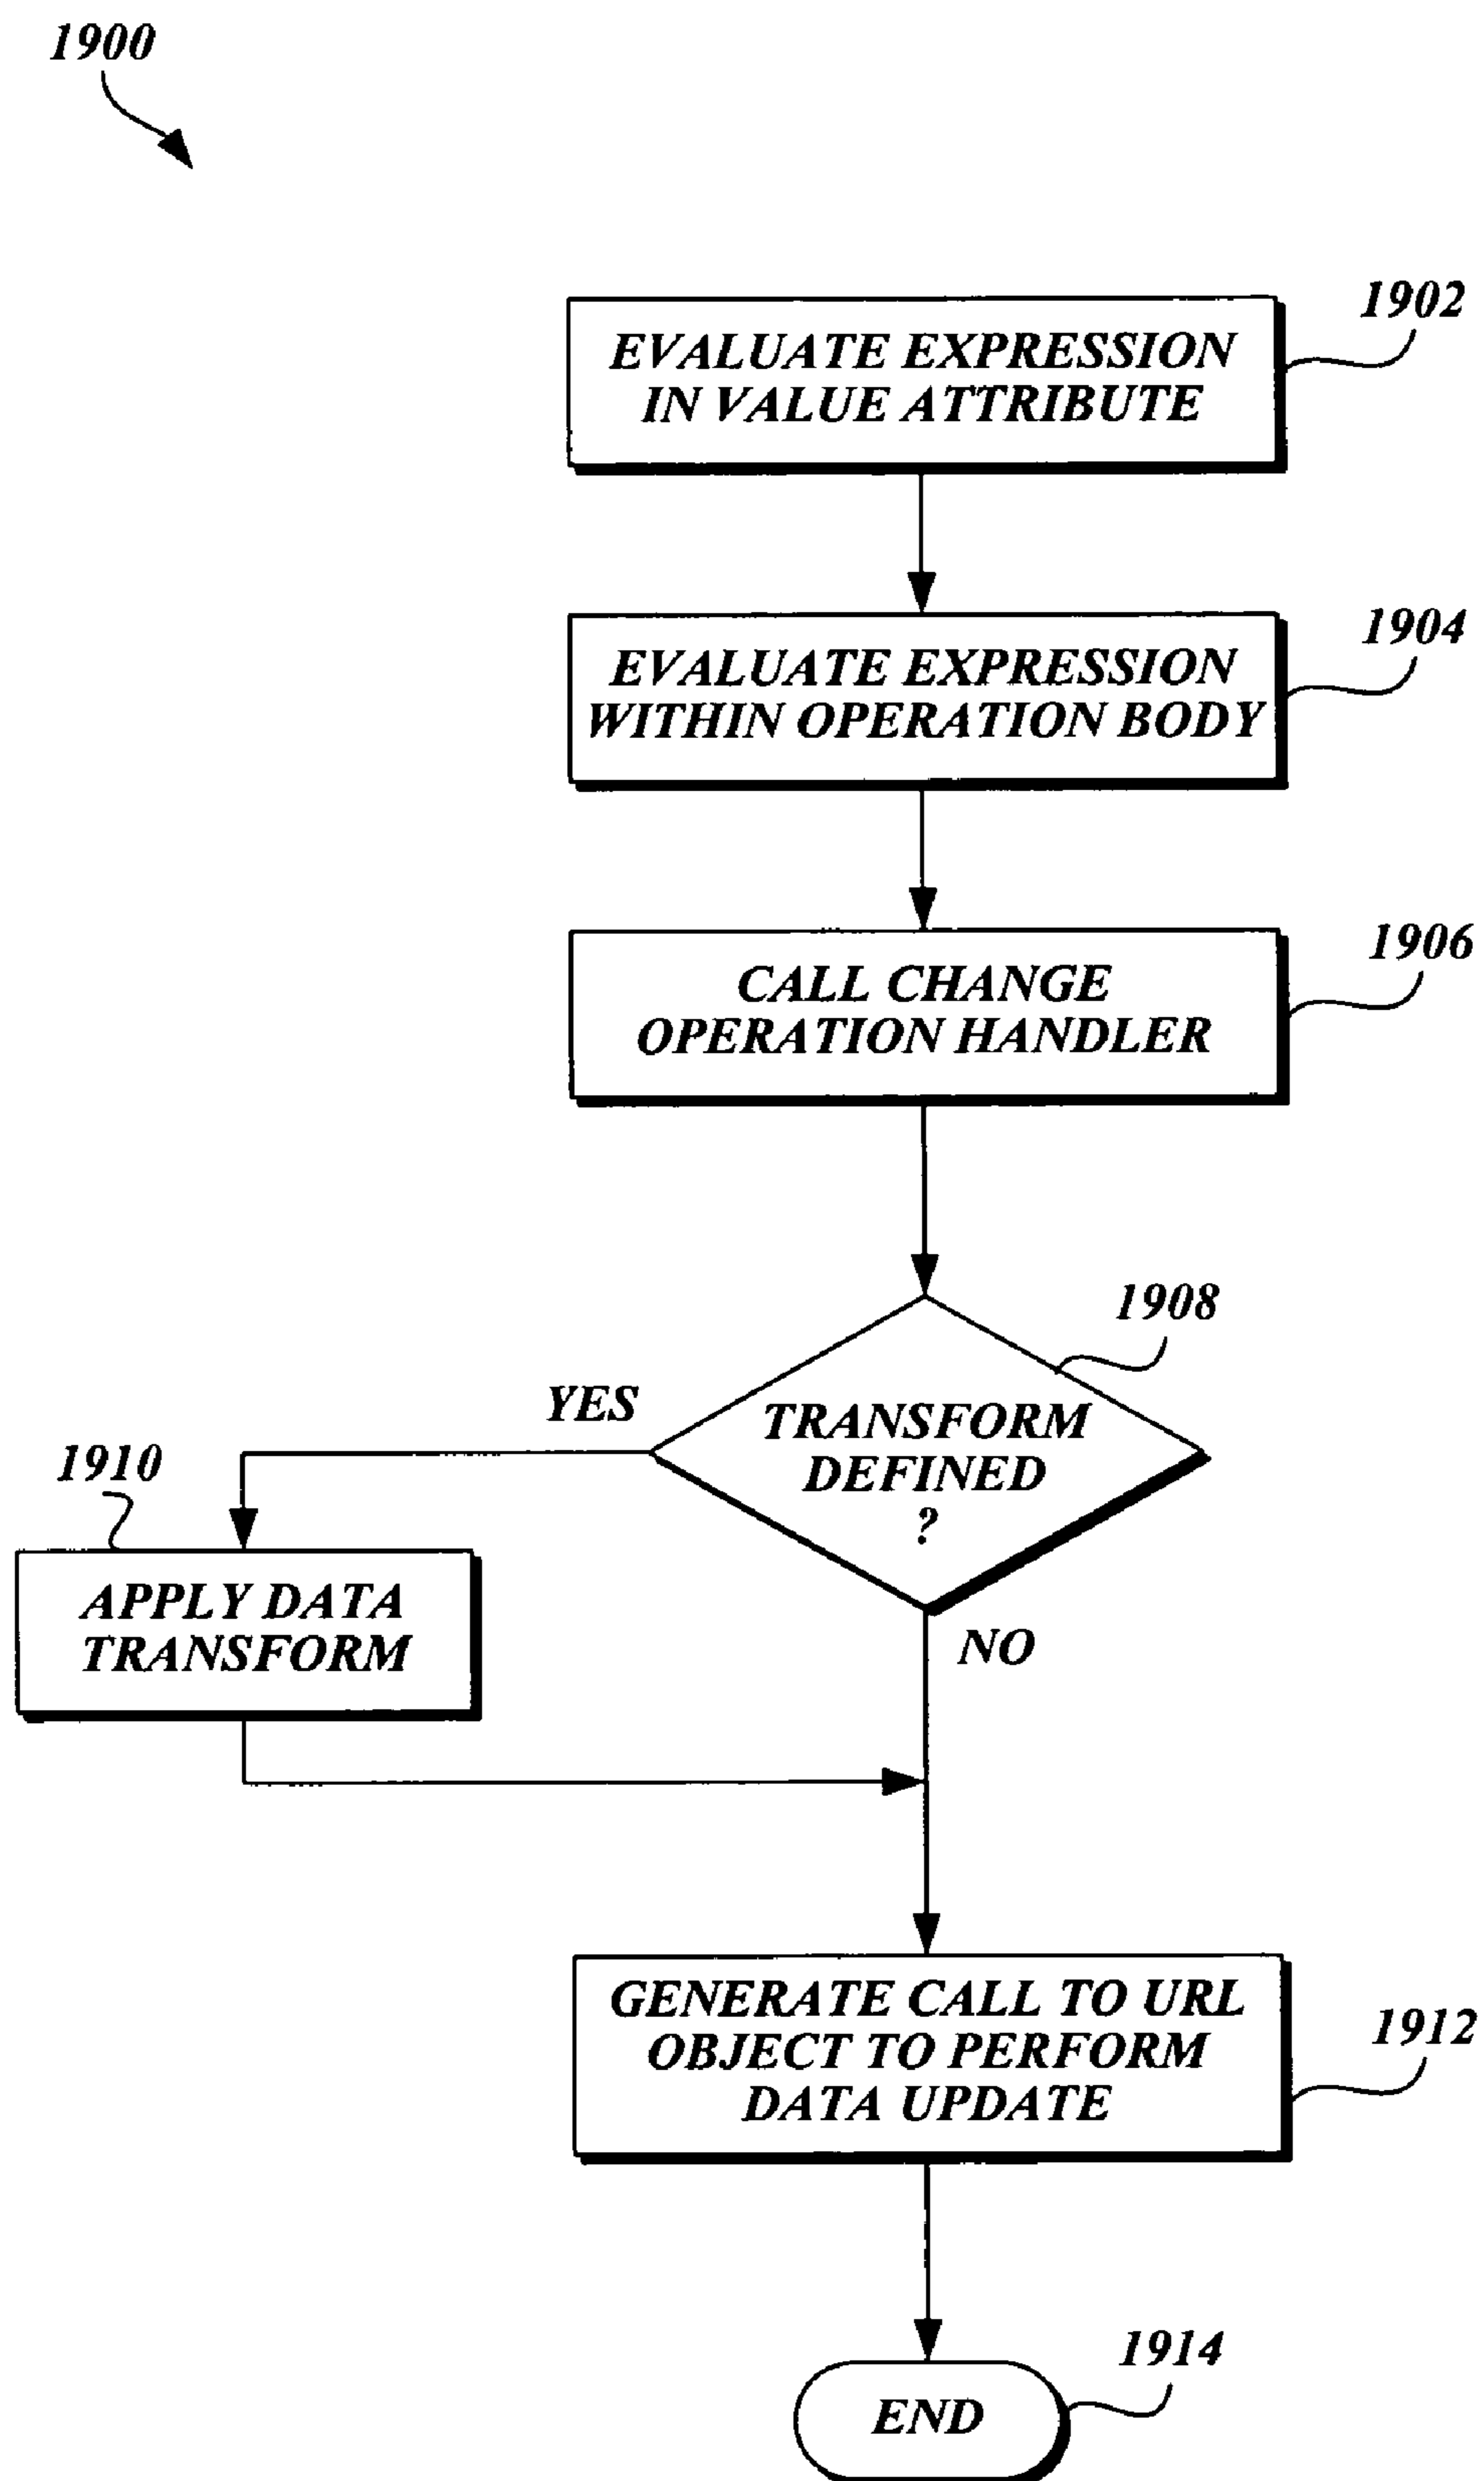 1900
1902
EVALUATE EXPRESSION
IN VALUE ATTRIBUTE
1904
EVALUATE EXPRESSION
WITHIN OPERATION BODY
1906
CALL CHANGE
OPERATION HANDLER
1908
TRANSFORM
DEFINED
?
YES
1910
APPLY DATA
TRANSFORM
NO
GENERATE CALL TO URL
OBJECT TO PERFORM
DATA UPDATE
1912
1914
END